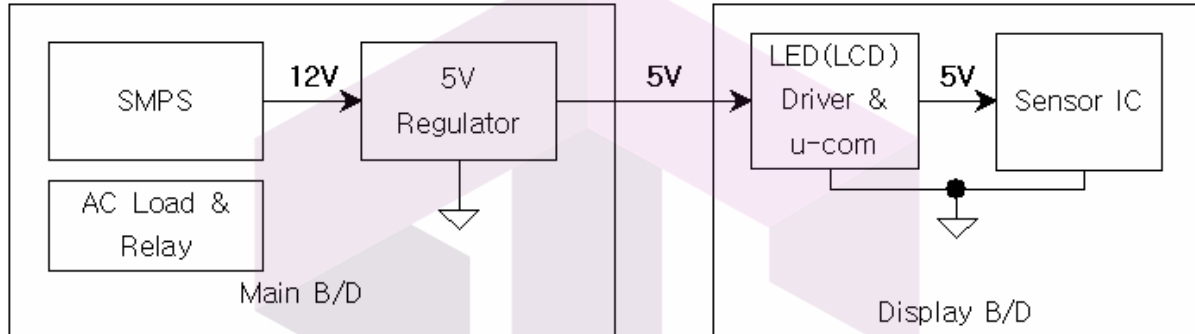 SMPS
12V
5V
Regulator
5V
LED(LCD)
Driver &
u-com
5V
Sensor IC
AC Load &
Relay
Main B/D
Display B/D